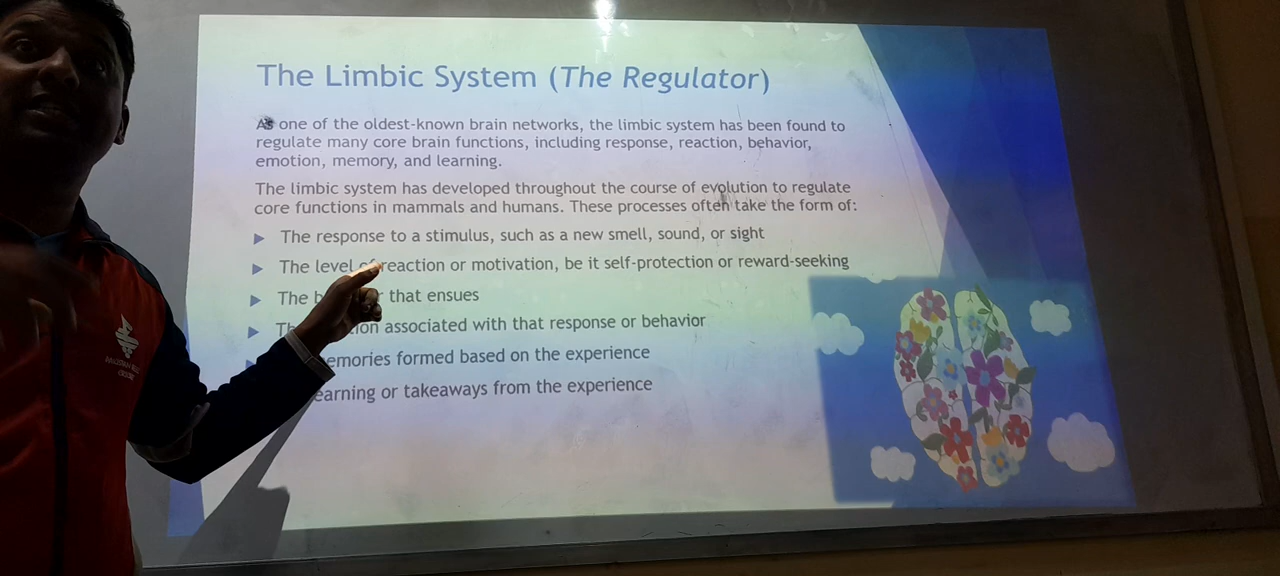 The Limbic System (The Regulator)
As one of the oldest-known brain networks, the limbic system has been found to
regulate many core brain functions, including response, reaction, behavior,
emotion, memory, and learning.
The limbic system has developed throughout the course of evolution to regulate
core functions in mammals and humans. These processes often take the form of:
The response to a stimulus, such as a new smell, sound, or sight
The level of reaction or motivation, be it self-protection or reward-seeking
The that ensues
associated with that response or behavior
emories formed based on the experience
earning or takeaways from the experience